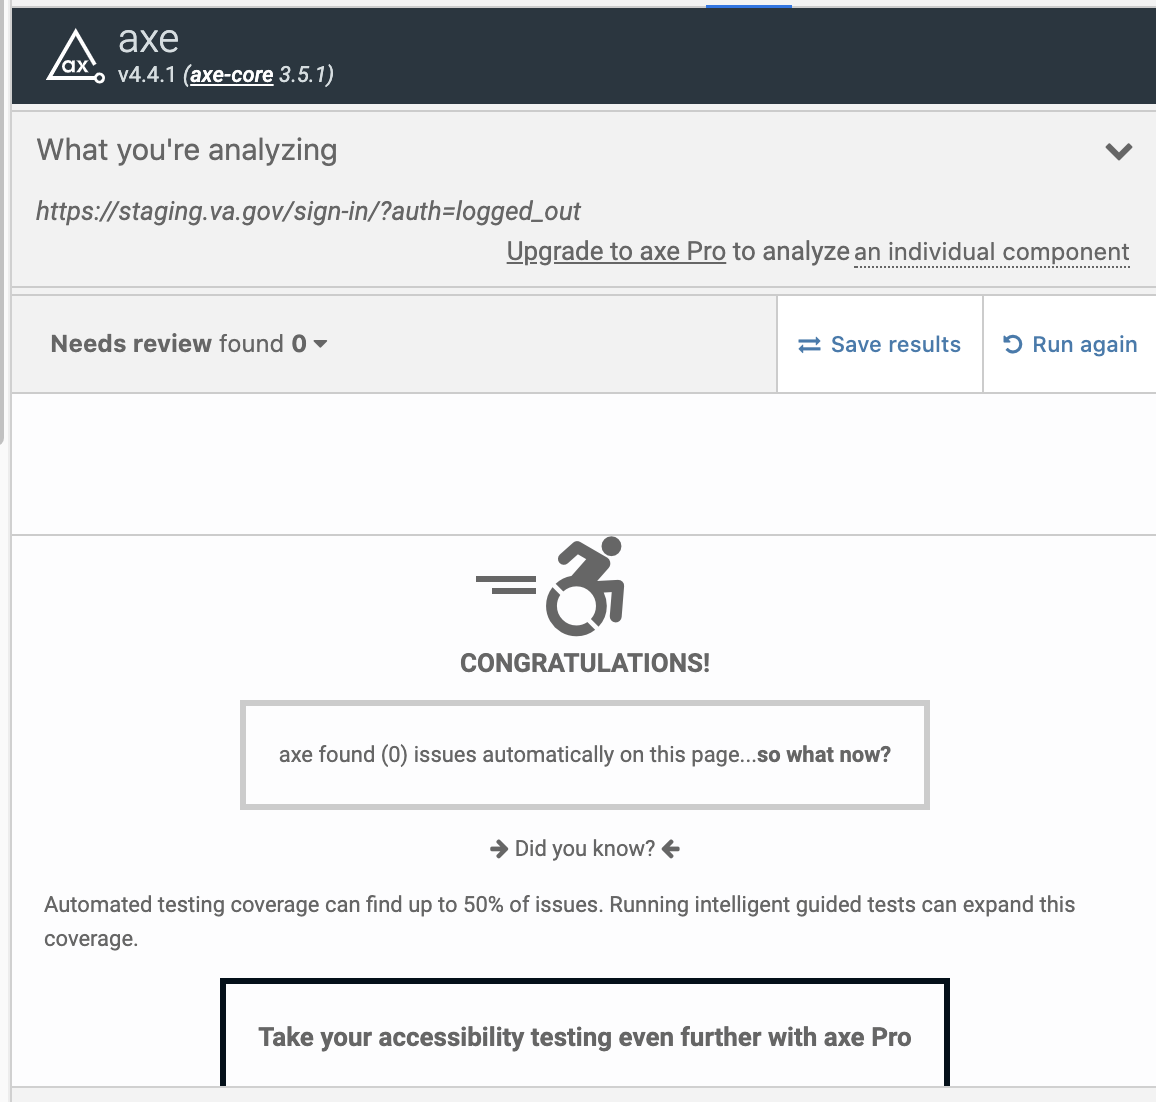 ax
axe
v4.4.1 (axe-core 3.5.1)
What you're analyzing
https://staging.va.gov/sign-in/?auth=logged_out
Upgrade to axe Pro to analyze an individual component
Needs review found 0
Save results
Run again
CONGRATULATIONS!
axe found (0) issues automatically on this page...so what now?
Did you know?
Automated testing coverage can find up to 50% of issues. Running intelligent guided tests can expand this
coverage.
Take your accessibility testing even further with axe Pro